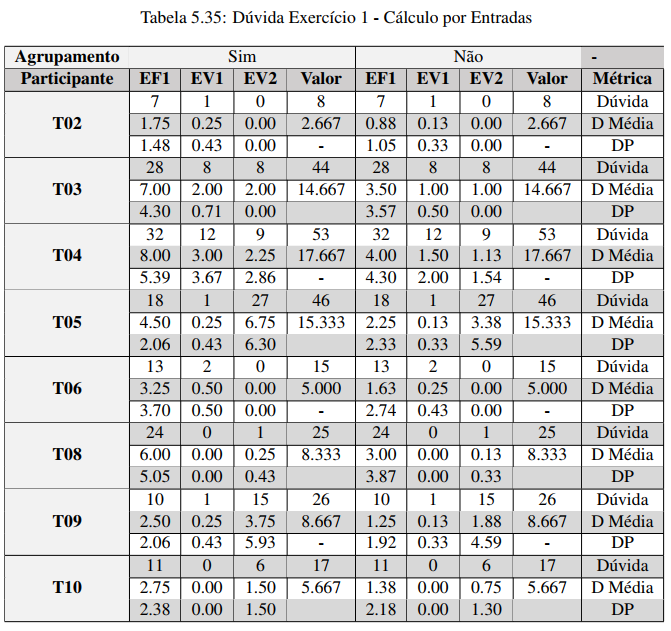 Tabela 5.35: Dúvida Exercício 1 - Cálculo por Entradas
Agrupamento Sim Não -
Participante EF1 EV1 EV2 Valor EF1 EV1 EV2 Valor Métrica
7 1 0 8 7 1 0 8 Dúvida
T02 1.75 0.25 0.00 2.667 0.88 0.13 0.00 2.667 D Média
1.48 0.43 0.00 - 1.05 0.33 0.00 - DP
28 8 8 44 28 8 8 44 Dúvida
T03 7.00 2.00 2.00 14.667 3.50 1.00 1.00 14.667 D Média
4.30 0.71 0.00 3.57 0.50 0.00 DP
32 12 9 53 32 12 9 53 Dúvida
T04 8.00 3.00 2.25 17.667 4.00 1.50 1.13 17.667 D Média
5.39 3.67 2.86 - 4.30 2.00 1.54 - DP
18 1 27 46 18 1 27 46 Dúvida
T05 4.50 0.25 6.75 15.333 2.25 0.13 3.38 15.333 D Média
2.06 0.43 6.30 2.33 0.33 5.59 DP
13 2 0 15 13 2 0 15 Dúvida
T06 3.25 0.50 0.00 5.000 1.63 0.25 0.00 5.000 D Média
3.70 0.50 0.00 - 2.74 0.43 0.00 - DP
24 0 1 25 24 0 1 25 Dúvida
T08 6.00 0.00 0.25 8.333 3.00 0.00 0.13 8.333 D Média
5.05 0.00 0.43 3.87 0.00 0.33 DP
10 1 15 26 10 1 15 26 Dúvida
T09 2.50 0.25 3.75 8.667 1.25 0.13 1.88 8.667 D Média
2.06 0.43 5.93 - 1.92 0.33 4.59 - DP
11 0 6 17 11 0 6 17 Dúvida
T10 2.75 0.00 1.50 5.667 1.38 0.00 0.75 5.667 D Média
2.38 0.00 1.50 2.18 0.00 1.30 DP